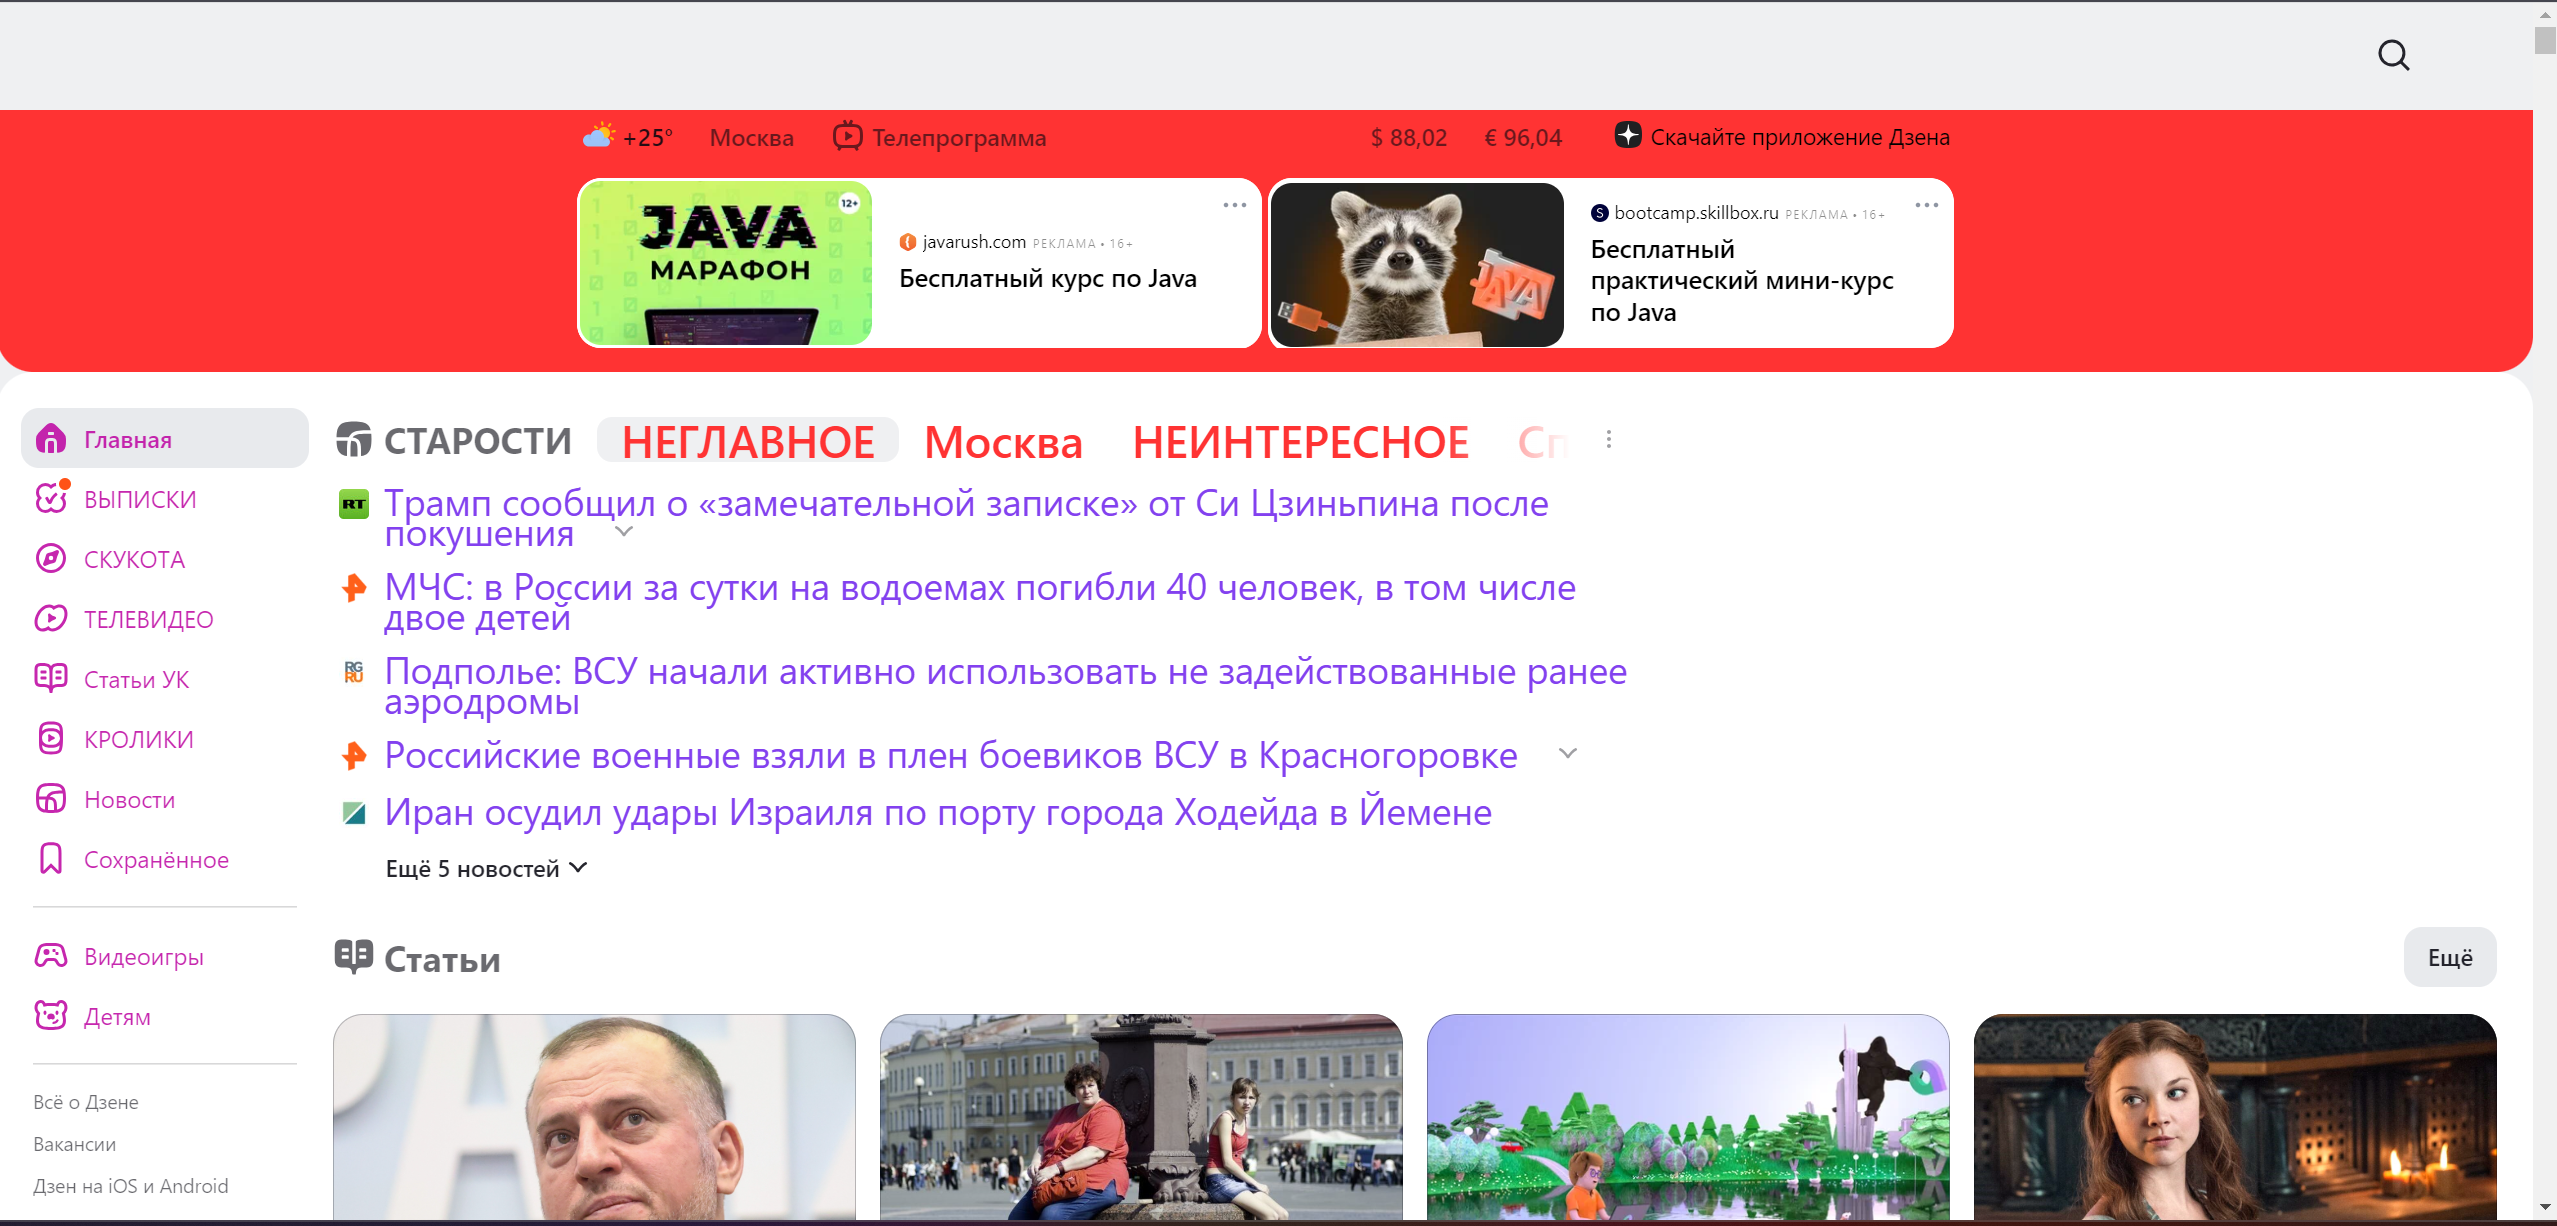 +25° Москва Телепрограмма $ 88,02 € 96,04 Скачайте приложение Дзена
JAVA
МАРАФОН
12+
javarush.com РЕКЛАМА • 16+
Бесплатный курс по Java
JAVA
bootcamp.skillbox.ru РЕКЛАМА • 16+
Бесплатный
практический мини-курс
по Java
Главная
ВЫПИСКИ
СКУКОТА
ТЕЛЕВИДЕО
Статьи УК
КРОЛИКИ
Новости
Сохранённое
Видеоигры
Детям
Всё о Дзене
Вакансии
Дзен на iOS и Android
СТАРОСТИ НЕГЛАВНОЕ Москва НЕИНТЕРЕСНОЕ Сп
RT Трамп сообщил о «замечательной записке» от Си Цзиньпина после
покушения
МЧС: в России за сутки на водоемах погибли 40 человек, в том числе
двое детей
RG
RU
Подполье: ВСУ начали активно использовать не задействованные ранее
аэродромы
Российские военные взяли в плен боевиков ВСУ в Красногоровке
Иран осудил удары Израиля по порту города Ходейда в Йемене
Ещё 5 новостей
Статьи
Ещё